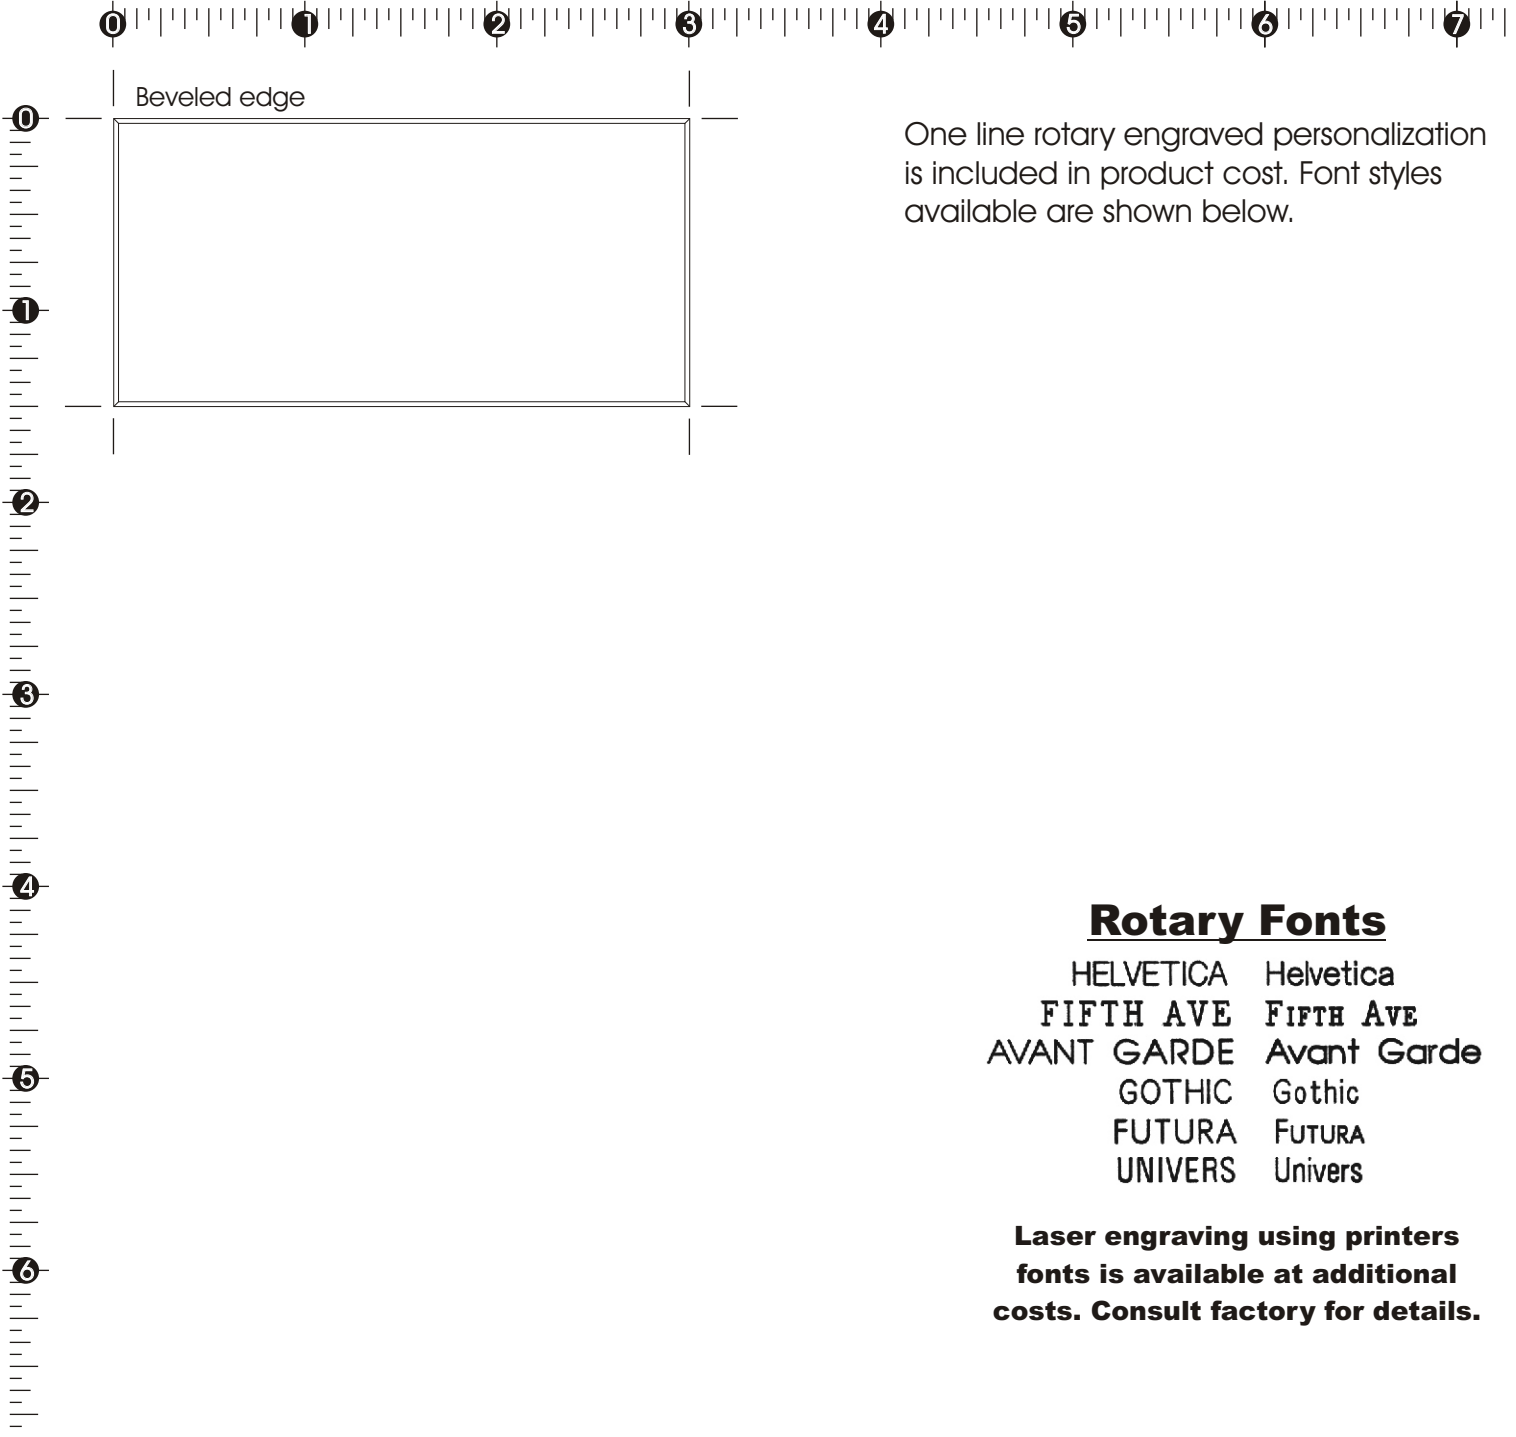 0 1 2 3 4 5 6 7
Beveled edge
0
1
2
3
4
5
6
One line rotary engraved personalization
is included in product cost. Font styles
available are shown below.
Rotary Fonts
HELVETICA Helvetica
FIFTH AVE FIFTH AVE
AVANT GARDE Avant Garde
GOTHIC Gothic
FUTURA FUTURA
UNIVERS Univers
Laser engraving using printers
fonts is available at additional
costs. Consult factory for details.